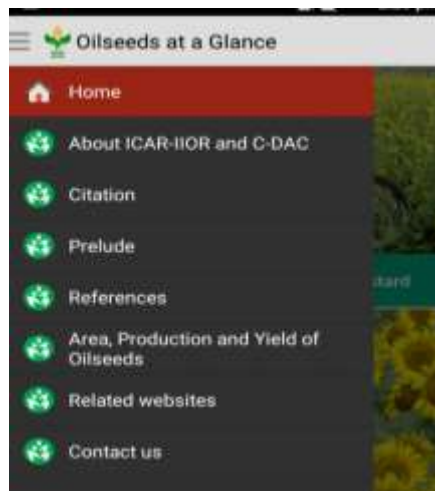 Oilseeds at a Glance
Home
About ICAR-IIOR and C-DAC
Citation
Prelude
References
Area, Production and Yield of
Oilseeds
Related websites
Contact us